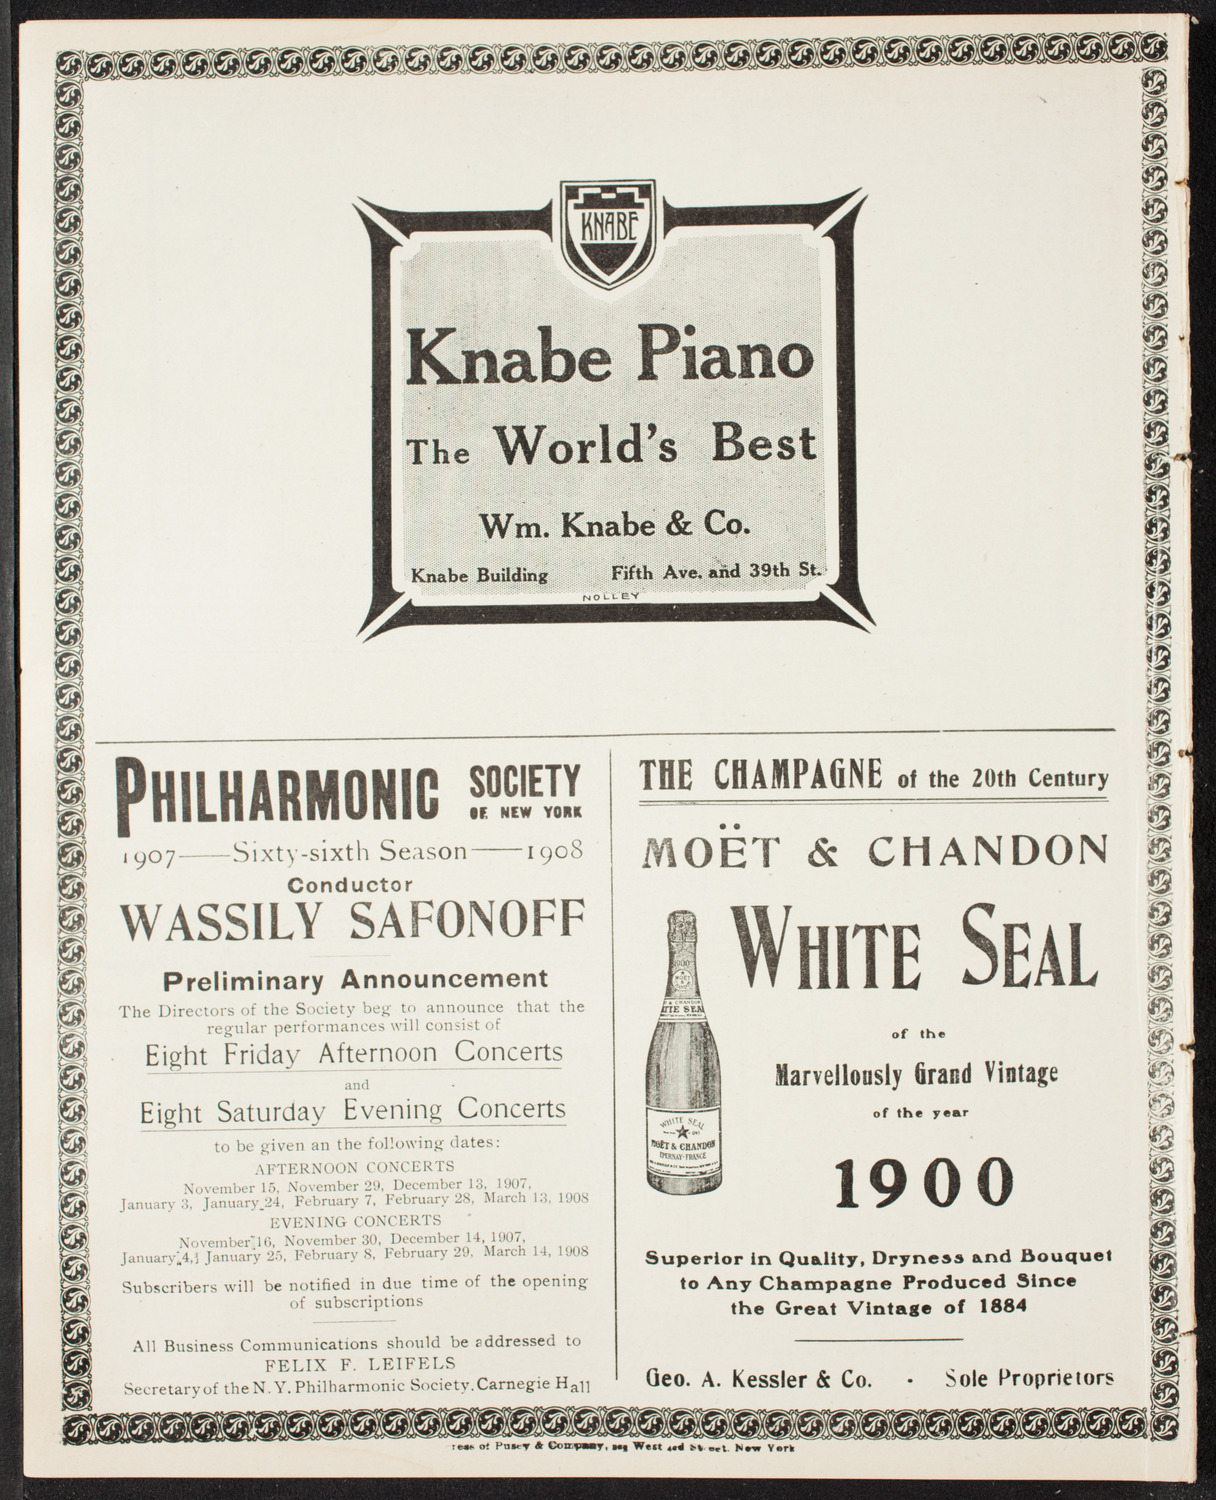 KNABE
Knabe Piano
The World's Best
Wm. Knabe & Co.
Knabe Building Fifth Ave. and 39th St.
NOLLEY
PHILHARMONIC SOCIETY
OF NEW YORK
1907—Sixty-sixth Season—1908
Conductor
WASSILY SAFONOFF
Preliminary Announcement
The Directors of the Society beg to announce that the
regular performances will consist of
Eight Friday Afternoon Concerts
and
Eight Saturday Evening Concerts
to be given an the following dates:
AFTERNOON CONCERTS
November 15, November 29, December 13, 1907,
January 3, January 24, February 7, February 28, March 13, 1908
EVENING CONCERTS
November 16, November 30, December 14, 1907,
January 4, January 25, February 8, February 29, March 14, 1908
Subscribers will be notified in due time of the opening
of subscriptions
All Business Communications should be addressed to
FELIX F. LEIFELS
Secretary of the N. Y. Philharmonic Society, Carnegie Hall
THE CHAMPAGNE of the 20th Century
MOËT & CHANDON
WHITE SEAL
of the
Marvellously Grand Vintage
of the year
1900
WHITE SEAL
MOËT & CHANDON
EPERNAY-FRANCE
Superior in Quality, Dryness and Bouquet
to Any Champagne Produced Since
the Great Vintage of 1884
Geo. A. Kessler & Co. - Sole Proprietors
ress of Pusey & Company, West Street, New York